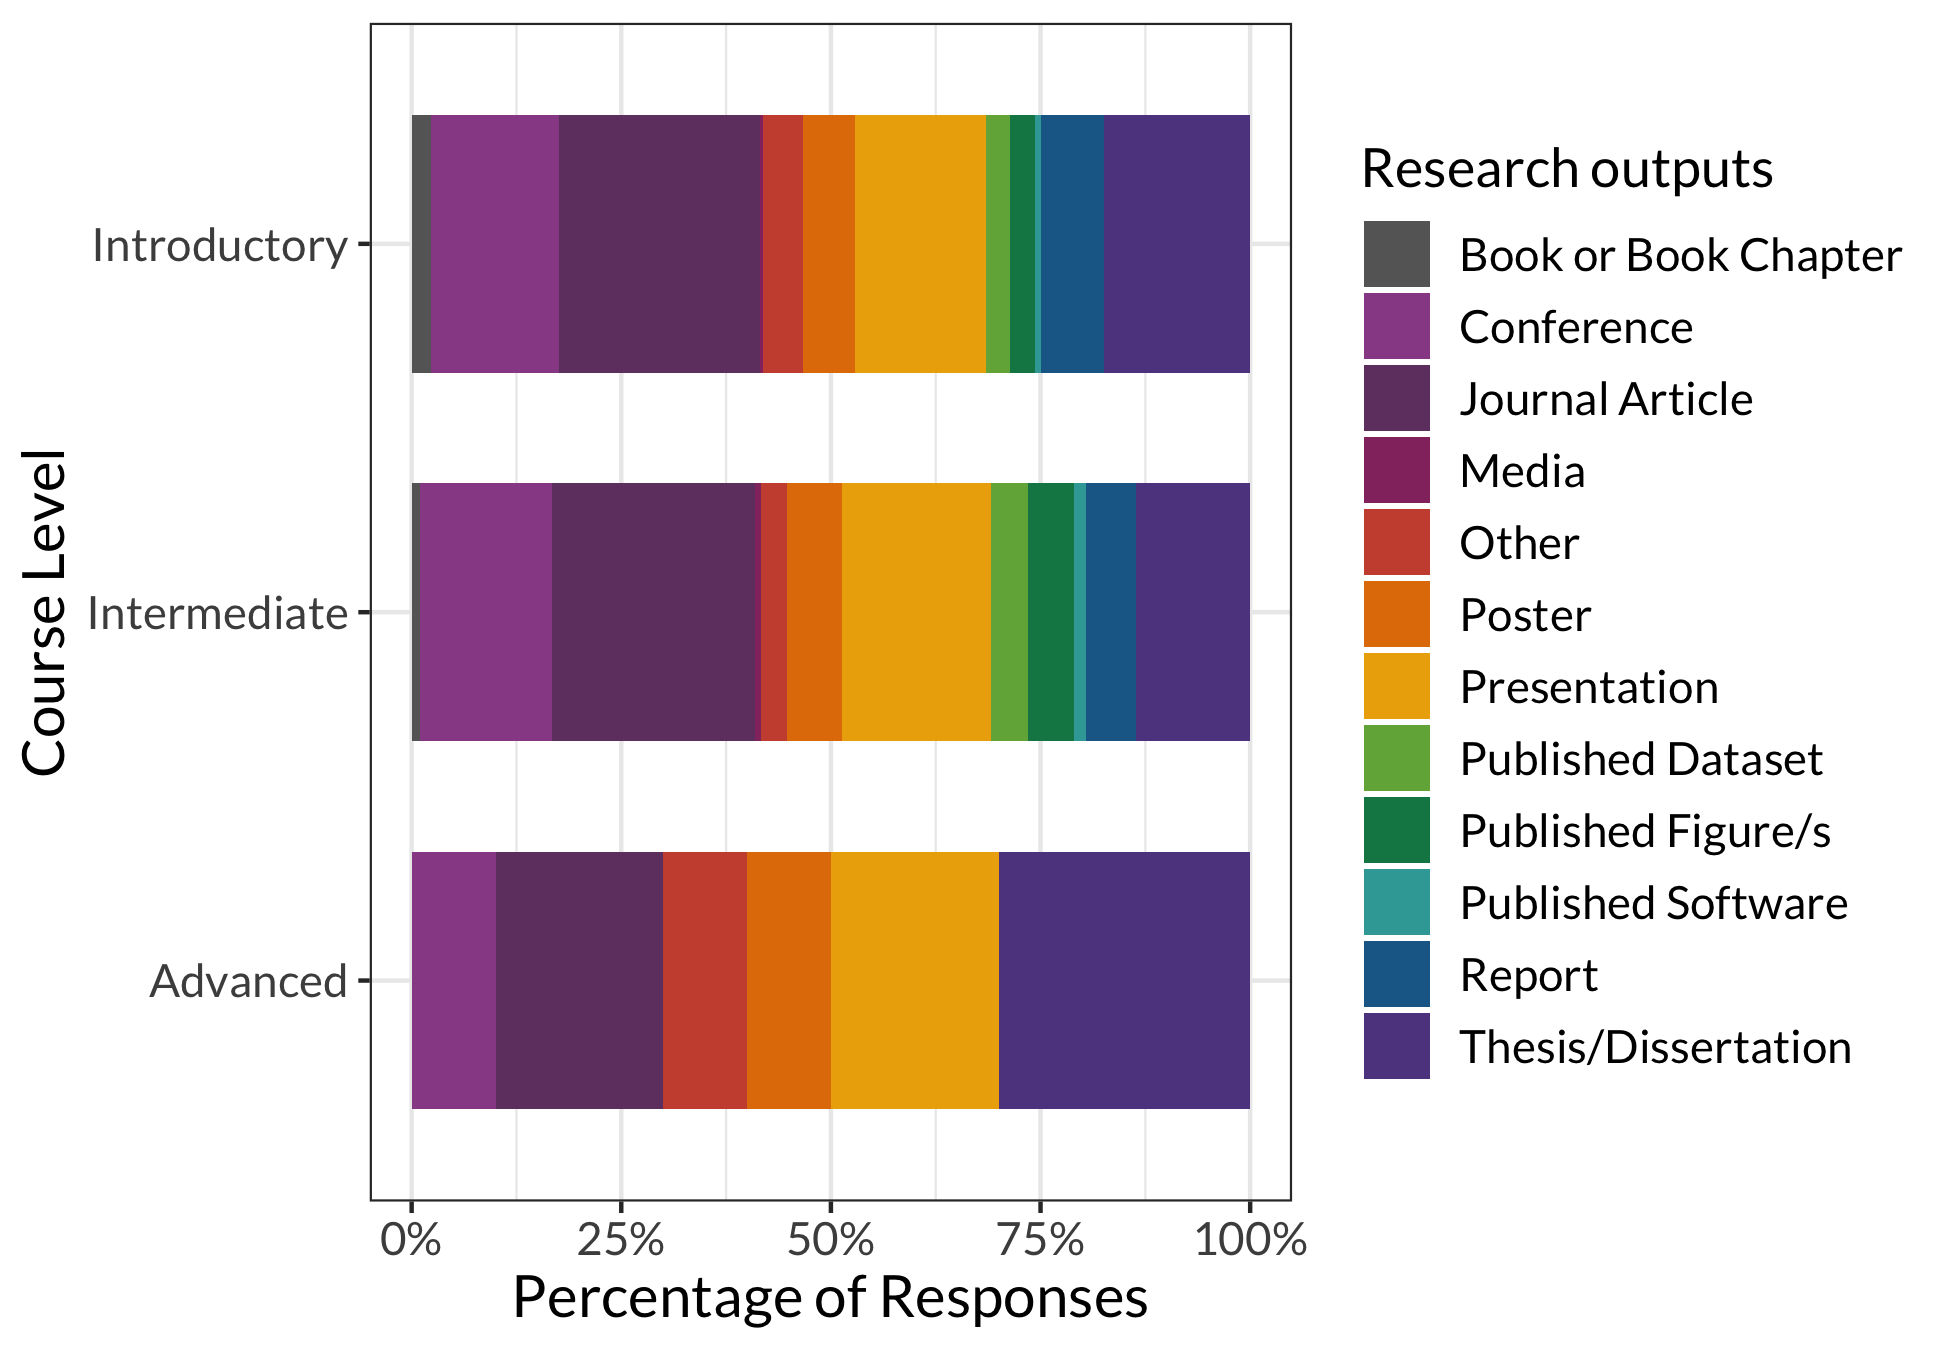 Course Level
Introductory
Intermediate
Advanced
0% 25% 50% 75% 100%
Percentage of Responses
Research outputs
Book or Book Chapter
Conference
Journal Article
Media
Other
Poster
Presentation
Published Dataset
Published Figure/s
Published Software
Report
Thesis/Dissertation